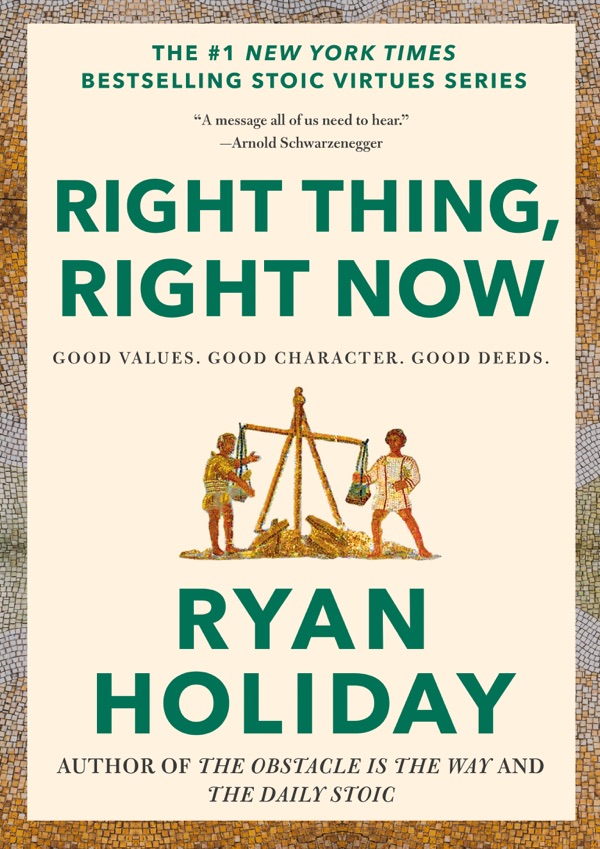 THE #1 NEW YORK TIMES
BESTSELLING STOIC VIRTUES SERIES
“A message all of us need to hear.”
—Arnold Schwarzenegger
RIGHT THING,
RIGHT NOW
GOOD VALUES. GOOD CHARACTER. GOOD DEEDS.
RYAN
HOLIDAY
AUTHOR OF THE OBSTACLE IS THE WAY AND
THE DAILY STOIC